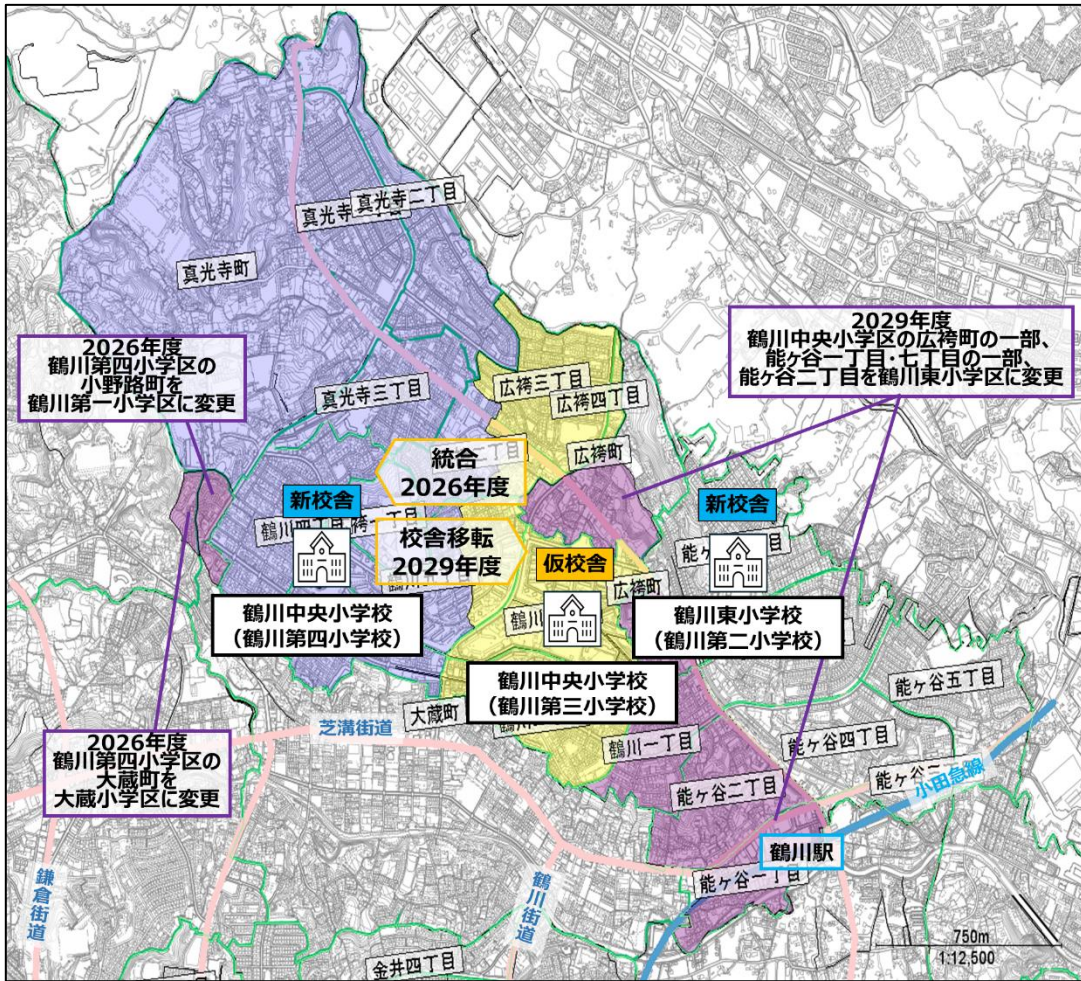 真光寺二丁目
真光寺町
2026年度
鶴川第四小学区の
小野路町を
鶴川第一小学区に変更
2029年度
鶴川中央小学区の広袴町の一部、
能ヶ谷一丁目・七丁目の一部、
能ヶ谷二丁目を鶴川東小学区に変更
真光寺三丁目
広袴三丁目
広袴四丁目
広袴町
統合
2026年度
新校舎
新校舎
校舎移転
2029年度
仮校舎
広袴町
鶴川中央小学校
(鶴川第四小学校)
鶴川東小学校
(鶴川第二小学校)
鶴川中央小学校
(鶴川第三小学校)
大蔵町
芝溝街道
鶴川一丁目
能ヶ谷五丁目
能ヶ谷四丁目
能ヶ谷二丁目
小田急線
2026年度
鶴川第四小学区の
大蔵町を
大蔵小学区に変更
鶴川駅
能ヶ谷一丁目
鎌倉街道
鶴川街道
金井四丁目
750m
1:12,500